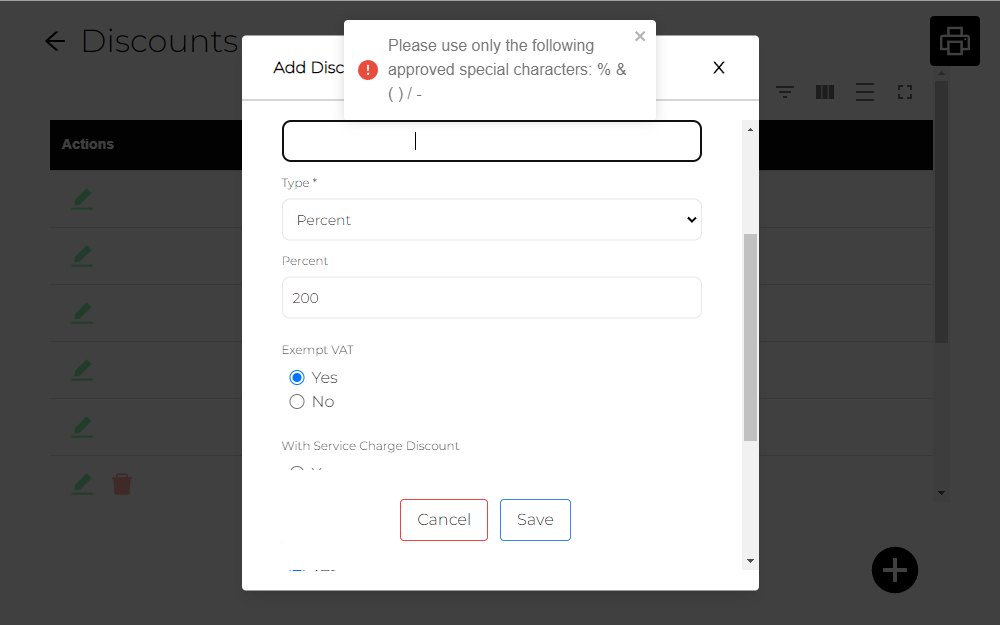 Discounts
Please use only the following
approved special characters: % &
( ) / -
Add Disc
X
Actions
Type *
Percent
Percent
200
Exempt VAT
Yes
No
With Service Charge Discount
Cancel
Save